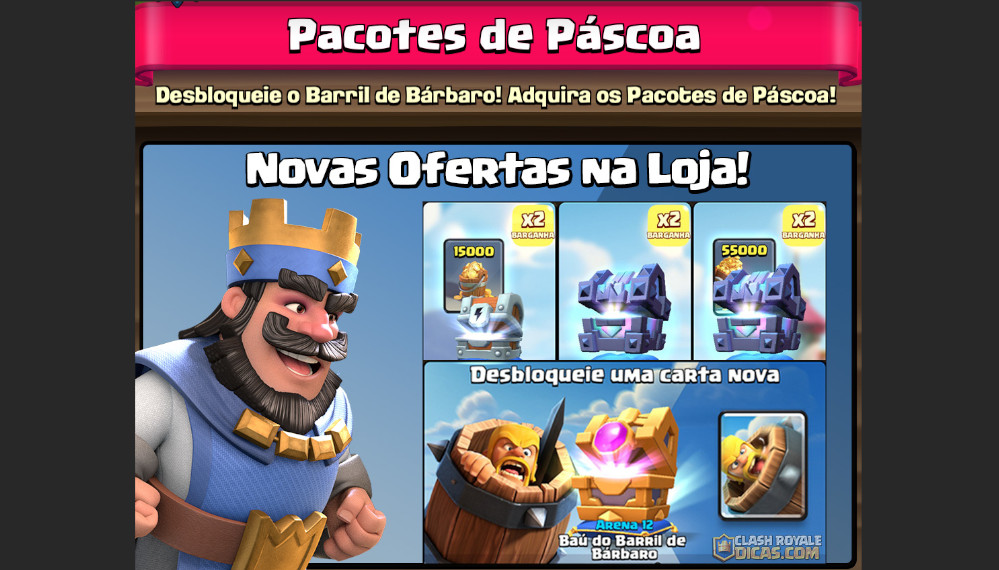 Pacotes de Páscoa
Desbloqueie o Barril de Bárbaro! Adquira os Pacotes de Páscoa!
Novas Ofertas na Loja!
x2
BARGANHA
15000
x2
BARGANHA
x2
BARGANHA
55000
Desbloqueie uma carta nova
Arena 12
Baú do Barril de
Bárbaro
CLASH ROYALE
DICAS.COM